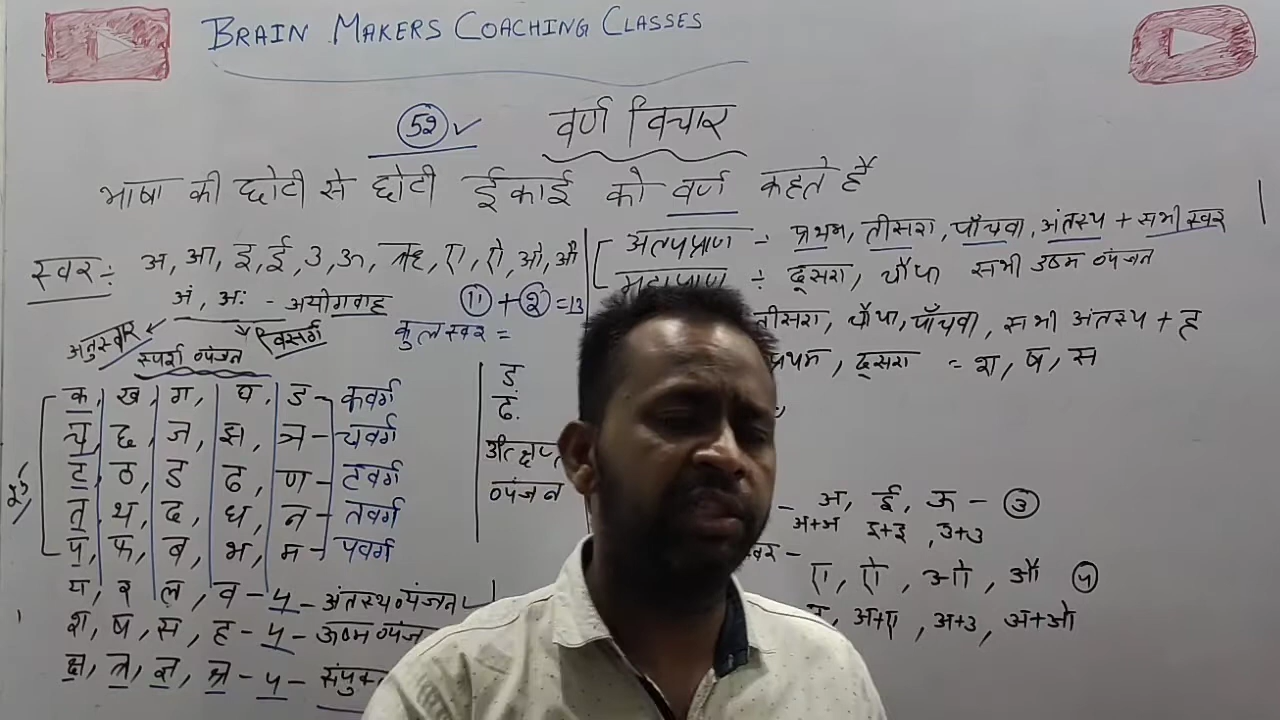 BRAIN MAKERS COACHING CLASSES
52 वर्ण विचार
भाषा की छोटी से छोटी ईकाई को वर्ण कहते है
स्वर :- अ, आ, इ, ई, उ, ऊ, ऋ, ए, ऐ, ओ, औ
अं, अः - अयोगवाह
11 + 2 = 13
कुल स्वर =
अनुस्वार विसर्ग
स्पर्श व्यंजन
क, ख, ग, घ, ङ - कवर्ग
च, छ, ज, झ, ञ - चवर्ग
ट, ठ, ड, ढ, ण - टवर्ग
त, थ, द, ध, न - तवर्ग
प, फ, ब, भ, म - पवर्ग
य, र, ल, व - 4 - अंतस्थ व्यंजन
श, ष, स, ह - 4 - ऊष्म व्यंजन
क्ष, त्र, ज्ञ, श्र - 4 - संयुक्त
ड़
ढ़
उत्क्षिप्त
व्यंजन
अल्पप्राण - प्रथम, तीसरा, पाँचवा, अंतस्थ + सभी स्वर
महाप्राण ÷ दूसरा, चौथा सभी उष्म व्यंजन
तीसरा, चौथा, पाँचवा, सभी अंतस्थ + ह
प्रथम, दूसरा = श, ष, स
- आ, ई, ऊ - 3
अ+अ इ+इ, उ+उ
स्वर -
ए, ऐ, ओ, औ 4
अ+ए, अ+उ, अ+ओ